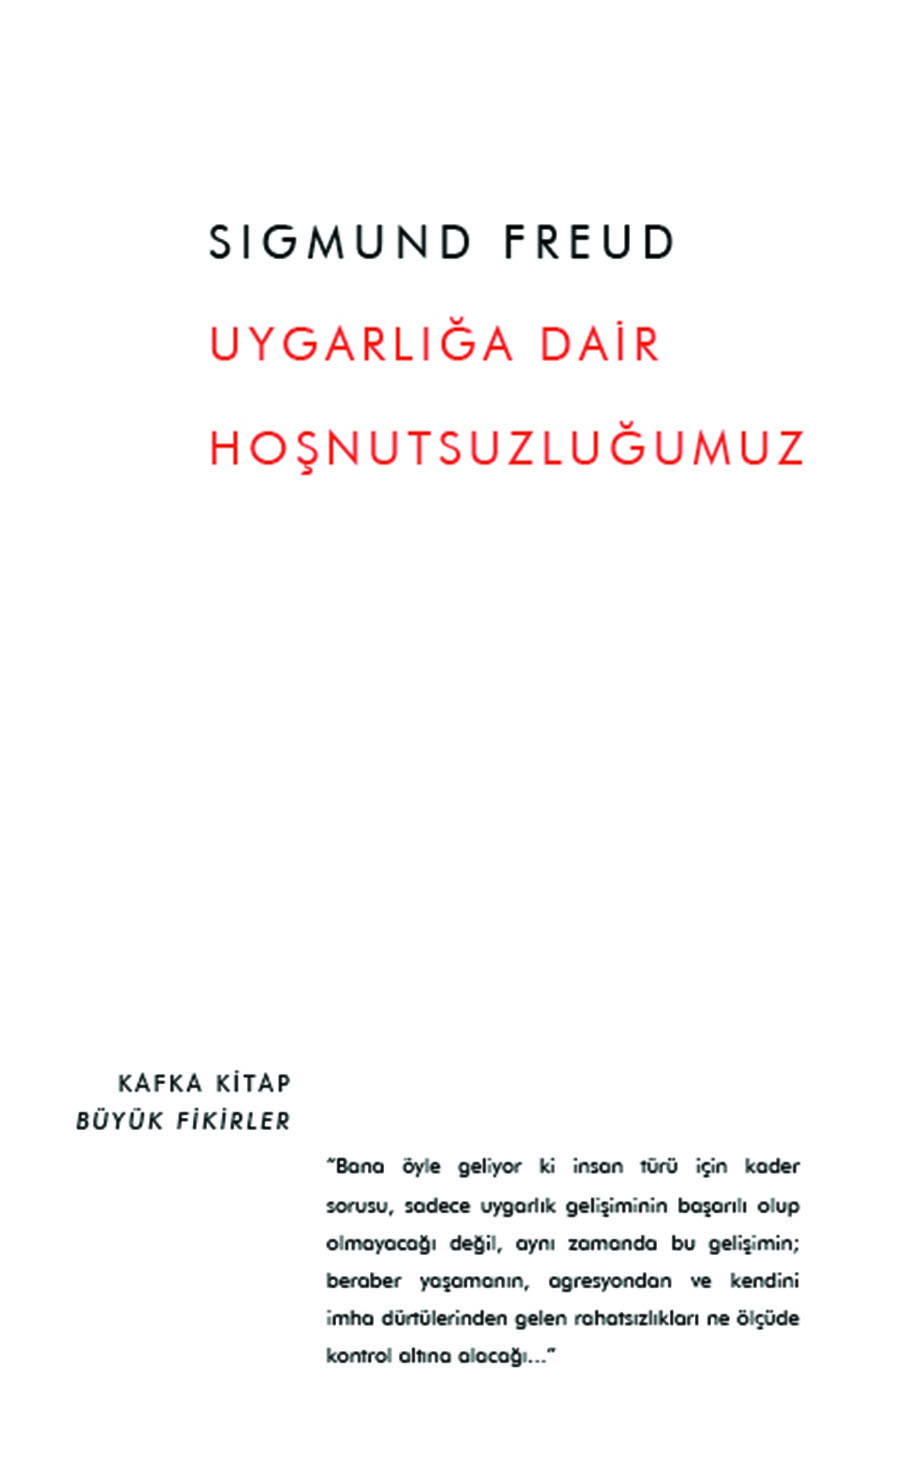 SIGMUND FREUD
UYGARLIĞA DAİR
HOŞNUTSUZLUĞUMUZ
KAFKA KİTAP
BÜYÜK FİKİRLER
“Bana öyle geliyor ki insan türü için kader
sorusu, sadece uygarlık gelişiminin başarılı olup
olmayacağı değil, aynı zamanda bu gelişimin;
beraber yaşamanın, agresyondan ve kendini
imha dürtülerinden gelen rahatsızlıkları ne ölçüde
kontrol altına alacağı...”